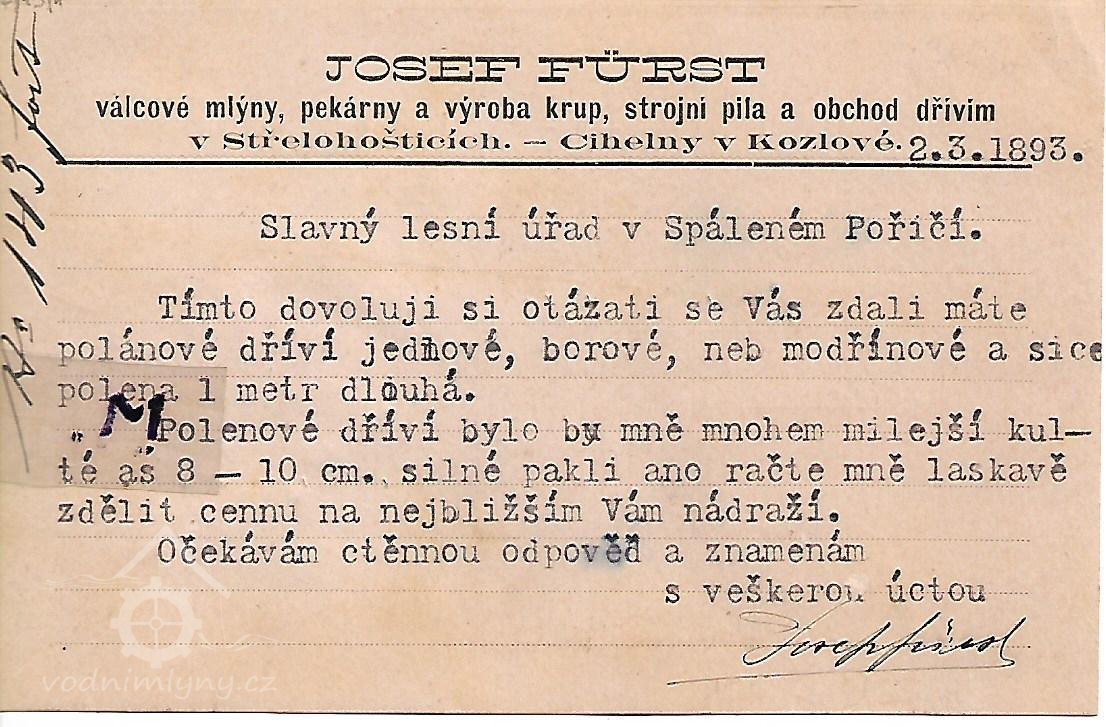 JOSEF FÜRST
válcové mlýny, pekárny a výroba krup, strojní pila a obchod dřívím
v Střelohošticích. — Cihelny v Kozlové. 2.3.1893.
Slavný lesní úřad v Spáleném Poříčí.
Tímto dovoluji si otázati se Vás zdali máte
polánové dříví jedlové, borové, neb modřínové a sice
polena 1 metr dlouhá.
„ M Polenové dříví bylo by mně mnohem milejší kul—
té aš 8 — 10 cm. silné pakli ano račte mně laskavě
zdělit cennu na nejbližším Vám nádraží.
Očekávám ctěnnou odpověď a znamenám
s veškerou úctou
Josef Fürst
vodnimlyny.cz